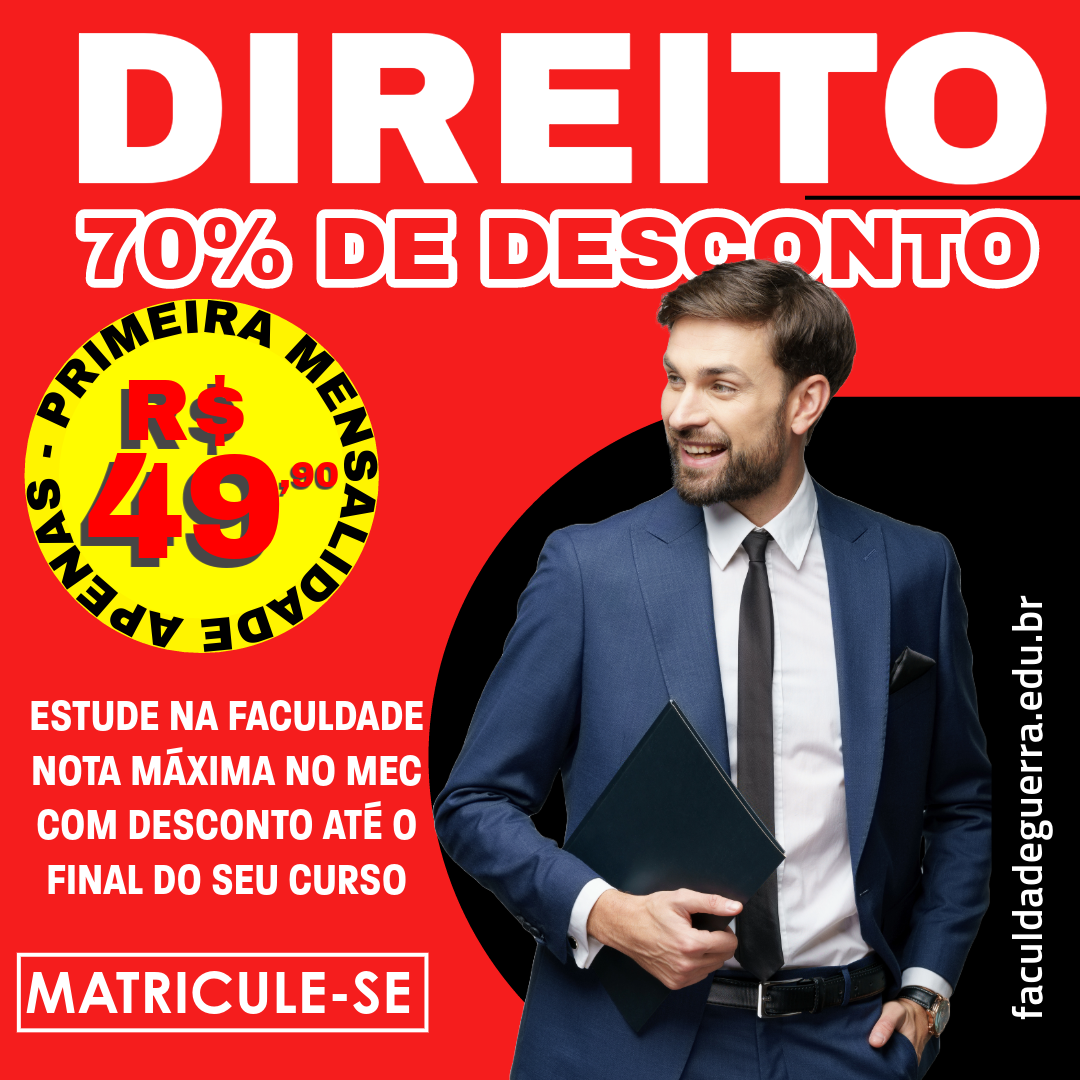 DIREITO
70% DE DESCONTO
APENAS - PRIMEIRA MENSALIDADE
R$
49,90
ESTUDE NA FACULDADE
NOTA MÁXIMA NO MEC
COM DESCONTO ATÉ O
FINAL DO SEU CURSO
MATRICULE-SE
faculdadeguerra.edu.br